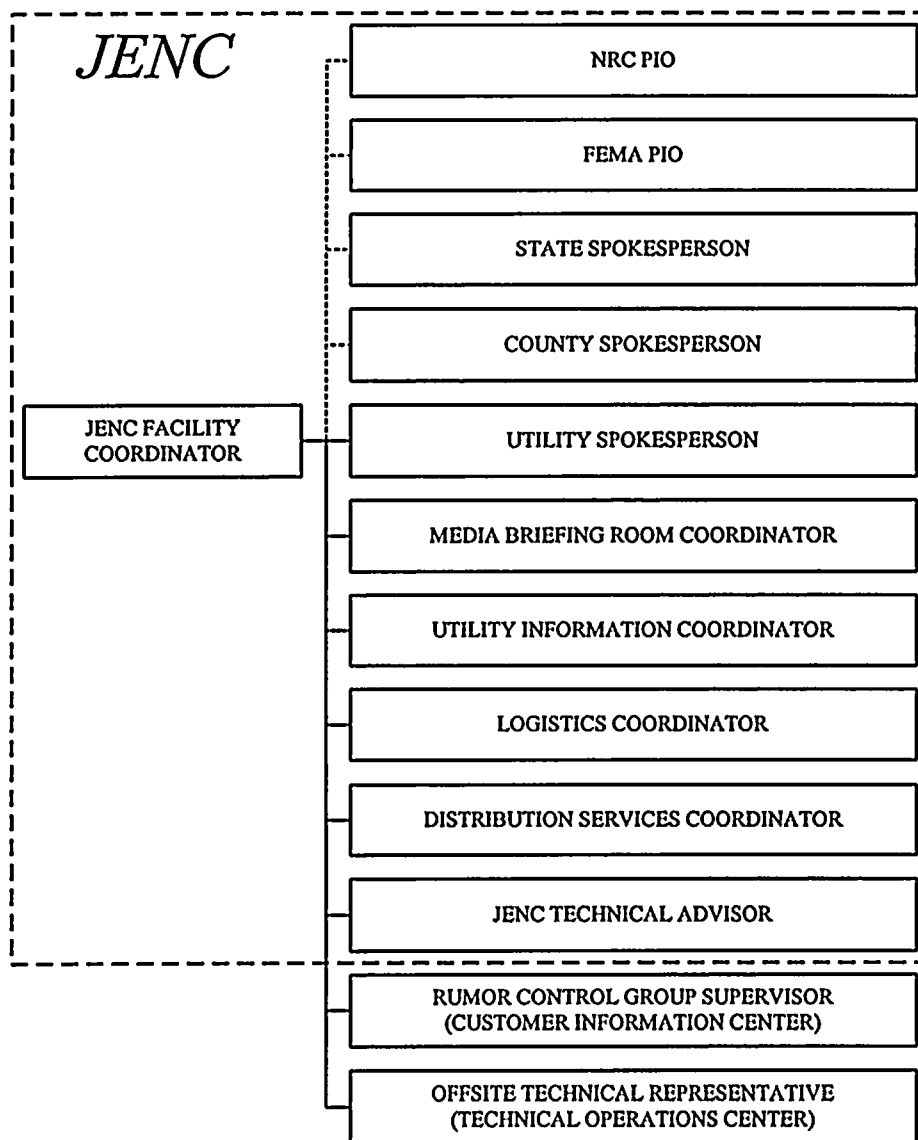 JENC
NRC PIO
FEMA PIO
STATE SPOKESPERSON
COUNTY SPOKESPERSON
JENC FACILITY
COORDINATOR
UTILITY SPOKESPERSON
MEDIA BRIEFING ROOM COORDINATOR
UTILITY INFORMATION COORDINATOR
LOGISTICS COORDINATOR
DISTRIBUTION SERVICES COORDINATOR
JENC TECHNICAL ADVISOR
RUMOR CONTROL GROUP SUPERVISOR
(CUSTOMER INFORMATION CENTER)
OFFSITE TECHNICAL REPRESENTATIVE
(TECHNICAL OPERATIONS CENTER)